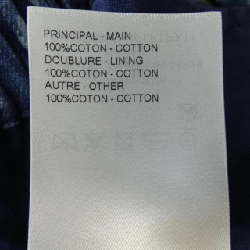 PRINCIPAL - MAIN
100%COTON - COTTON
DOUBLURE - LINING
100%COTON - COTTON
AUTRE - OTHER
100%COTON - COTTON